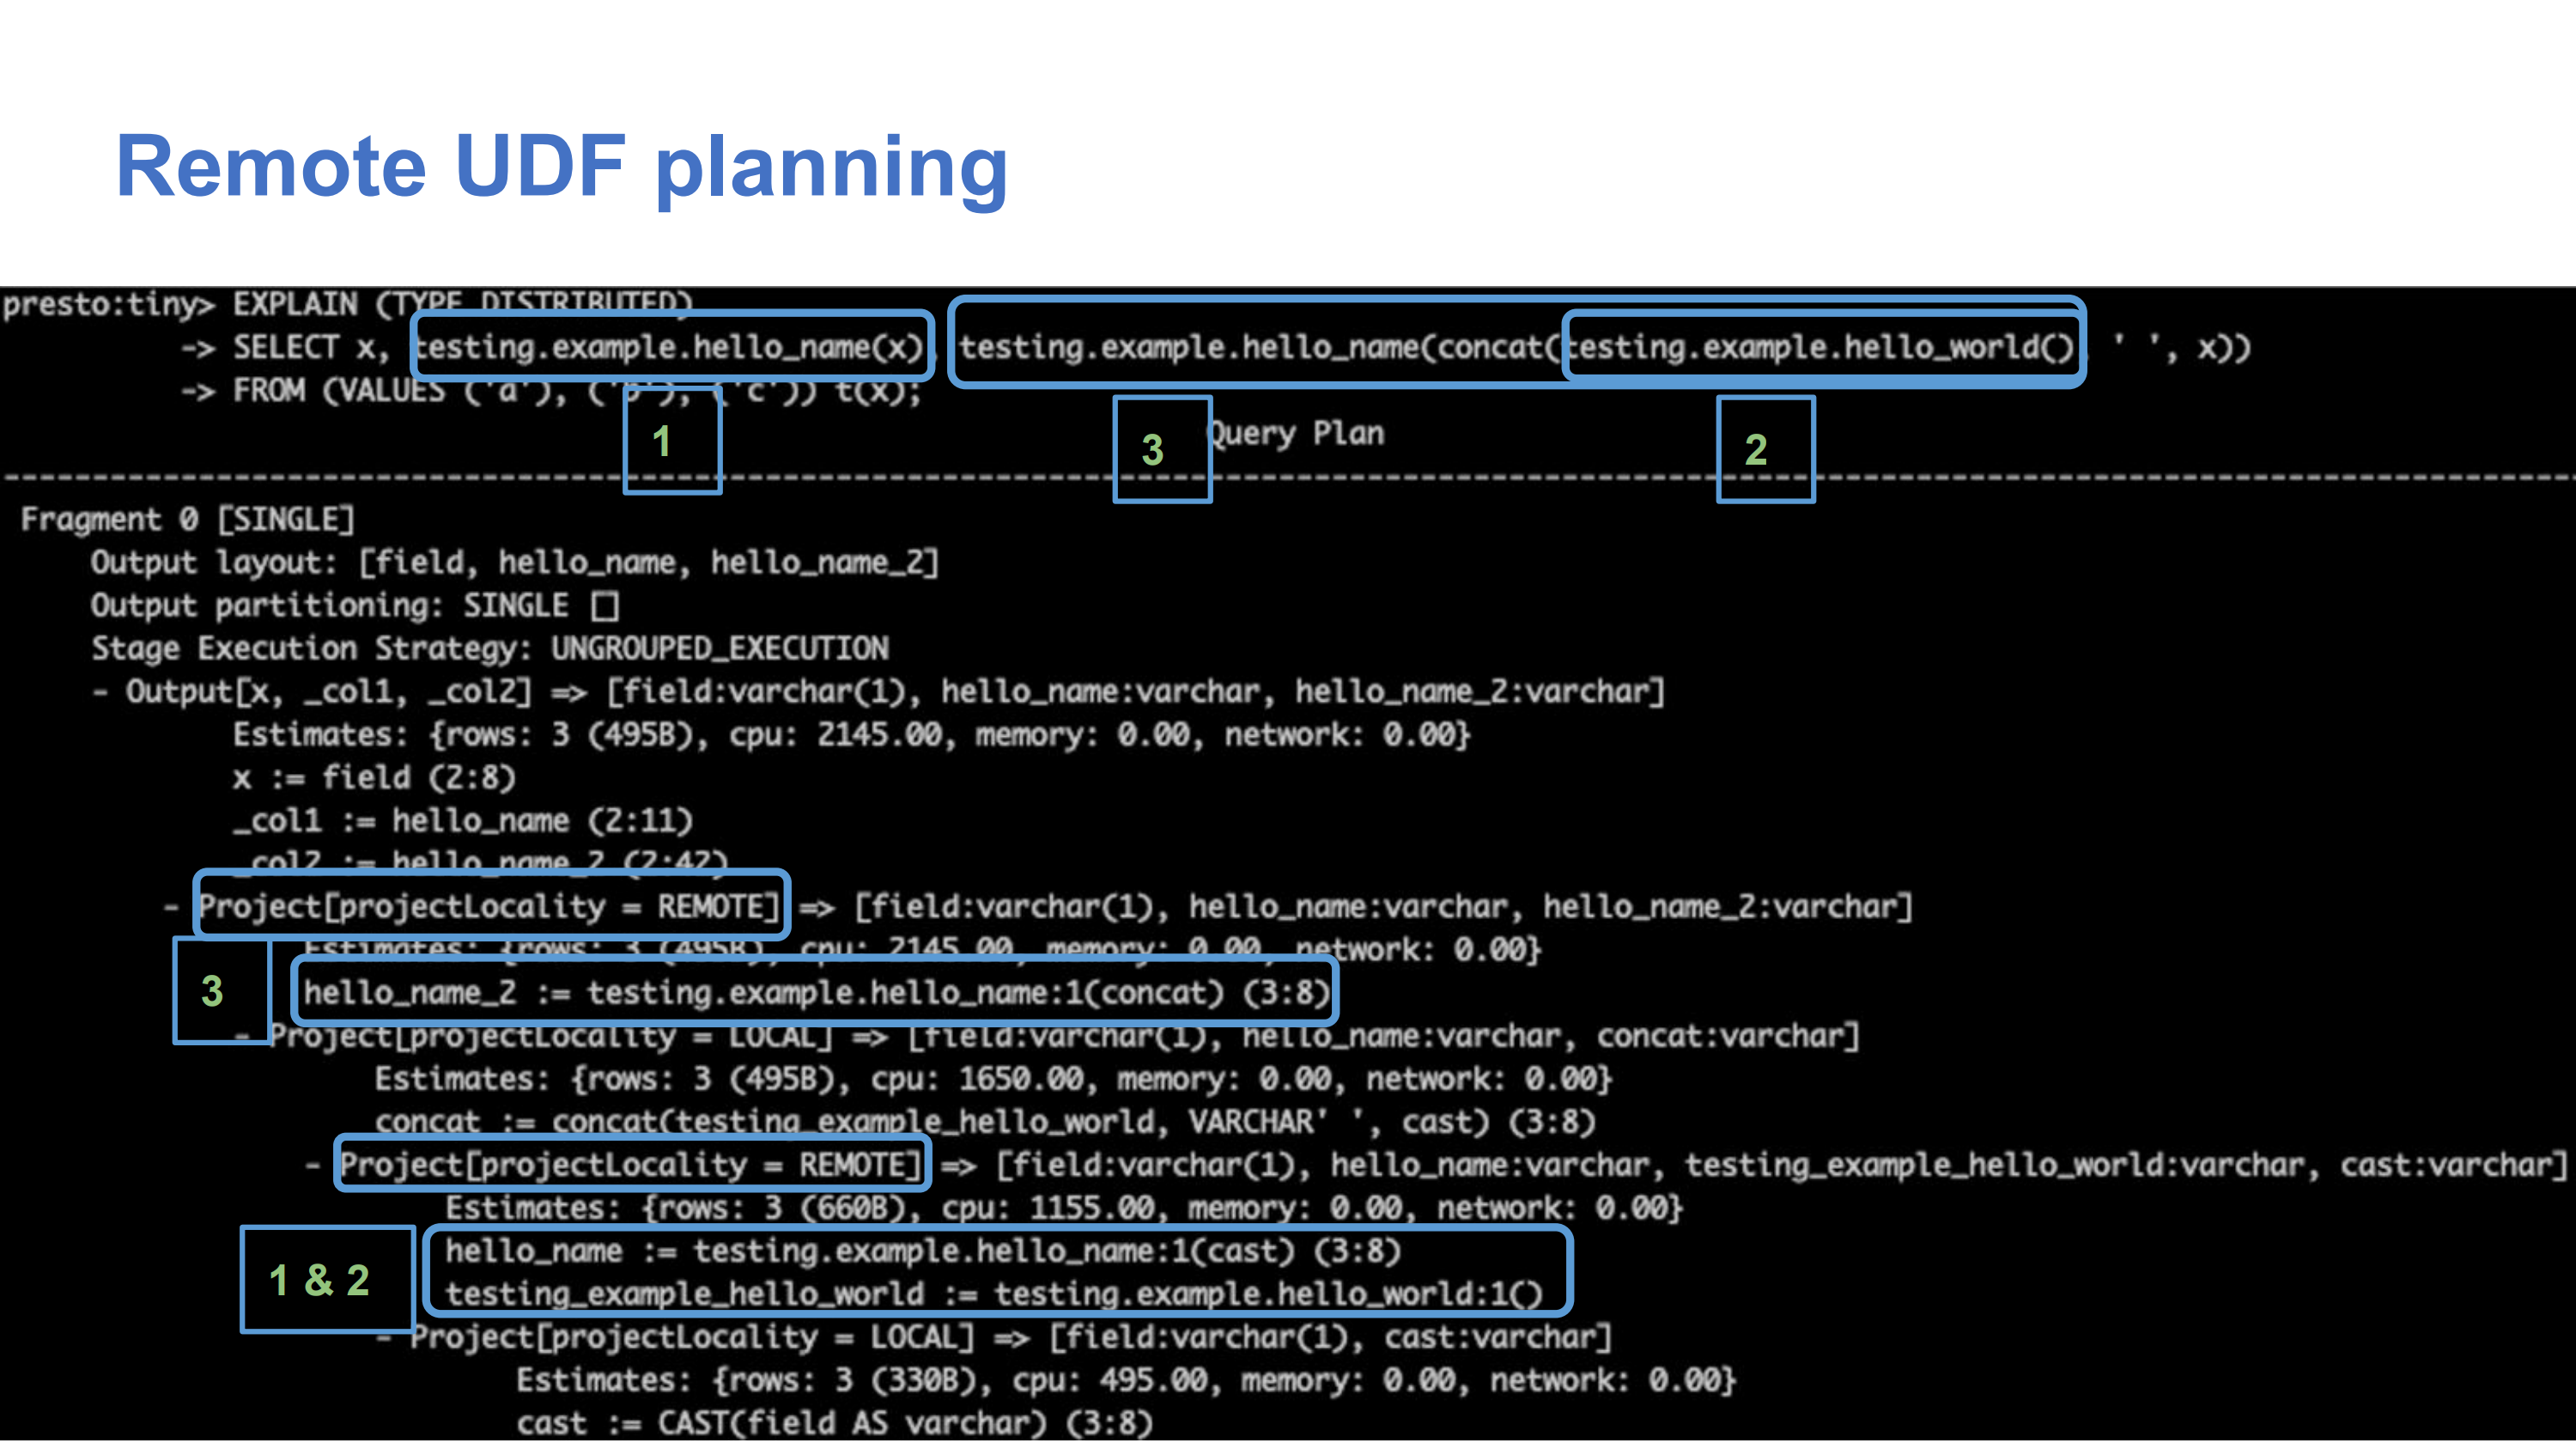 Remote UDF planning
presto:tiny> EXPLAIN (TYPE DISTRIBUTED)
-> SELECT x, testing.example.hello_name(x), testing.example.hello_name(concat(testing.example.hello_world(), ' ', x))
-> FROM (VALUES ('a'), ('b'), ('c')) t(x);
1
3
2
Query Plan
Fragment 0 [SINGLE]
Output layout: [field, hello_name, hello_name_2]
Output partitioning: SINGLE []
Stage Execution Strategy: UNGROUPED_EXECUTION
- Output[x, _col1, _col2] => [field:varchar(1), hello_name:varchar, hello_name_2:varchar]
Estimates: {rows: 3 (495B), cpu: 2145.00, memory: 0.00, network: 0.00}
x := field (2:8)
_col1 := hello_name (2:11)
_col2 := hello_name_2 (2:42)
- Project[projectLocality = REMOTE] => [field:varchar(1), hello_name:varchar, hello_name_2:varchar]
Estimates: {rows: 3 (495B), cpu: 2145.00, memory: 0.00, network: 0.00}
3
hello_name_2 := testing.example.hello_name:1(concat) (3:8)
- Project[projectLocality = LOCAL] => [field:varchar(1), hello_name:varchar, concat:varchar]
Estimates: {rows: 3 (495B), cpu: 1650.00, memory: 0.00, network: 0.00}
concat := concat(testing_example_hello_world, VARCHAR' ', cast) (3:8)
- Project[projectLocality = REMOTE] => [field:varchar(1), hello_name:varchar, testing_example_hello_world:varchar, cast:varchar]
Estimates: {rows: 3 (660B), cpu: 1155.00, memory: 0.00, network: 0.00}
1 & 2
hello_name := testing.example.hello_name:1(cast) (3:8)
testing_example_hello_world := testing.example.hello_world:1()
- Project[projectLocality = LOCAL] => [field:varchar(1), cast:varchar]
Estimates: {rows: 3 (330B), cpu: 495.00, memory: 0.00, network: 0.00}
cast := CAST(field AS varchar) (3:8)